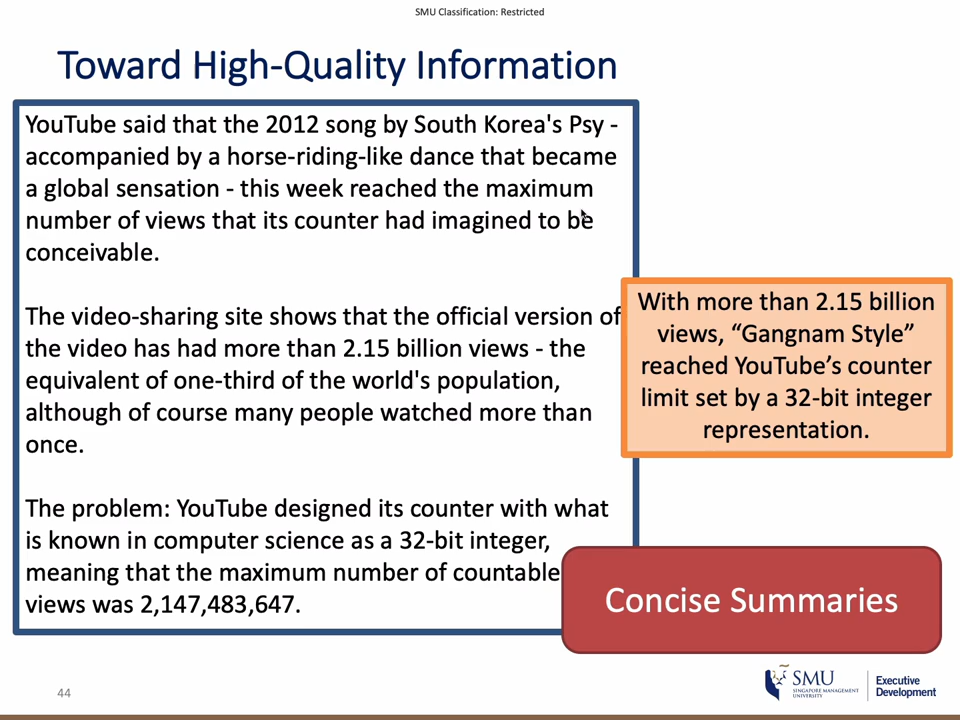 SMU Classification: Restricted
Toward High-Quality Information
YouTube said that the 2012 song by South Korea's Psy -
accompanied by a horse-riding-like dance that became
a global sensation - this week reached the maximum
number of views that its counter had imagined to be
conceivable.
The video-sharing site shows that the official version of
the video has had more than 2.15 billion views - the
equivalent of one-third of the world's population,
although of course many people watched more than
once.
The problem: YouTube designed its counter with what
is known in computer science as a 32-bit integer,
meaning that the maximum number of countable
views was 2,147,483,647.
With more than 2.15 billion
views, “Gangnam Style”
reached YouTube’s counter
limit set by a 32-bit integer
representation.
Concise Summaries
44
SMU
SINGAPORE MANAGEMENT
UNIVERSITY
Executive
Development